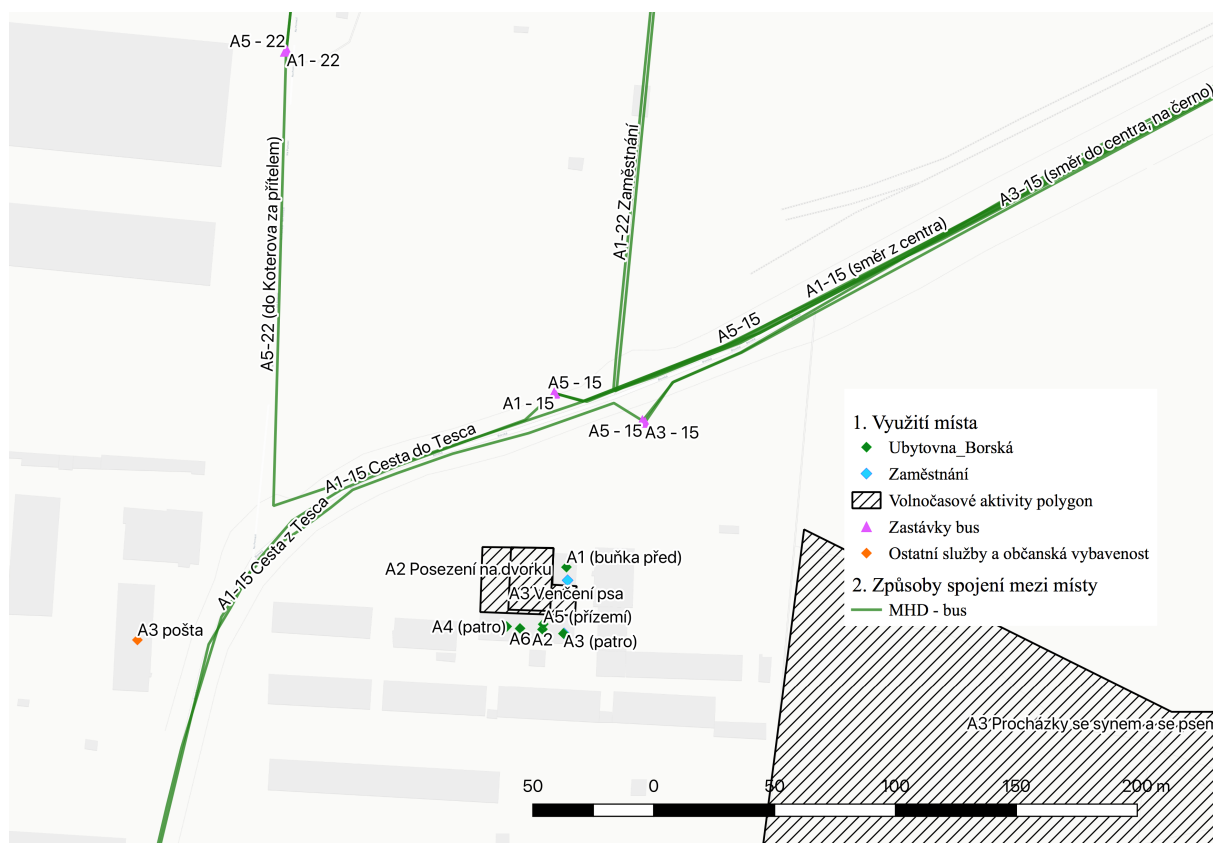 A5 - 22
A1 - 22
A5-22 (do Koterova za přítelem)
A1-22 Zaměstnání
A3-15 (směr do centra, na černo)
A1-15 (směr z centra)
A5-15
A5 - 15
A1 - 15
A5 - 15
A3 - 15
A1-15 Cesta do Tesca
A1-15 Cesta z Tesca
1. Využití místa
Ubytovna_Borská
Zaměstnání
Volnočasové aktivity polygon
Zastávky bus
Ostatní služby a občanská vybavenost
2. Způsoby spojení mezi místy
MHD - bus
A1 (buňka před)
A2 Posezení na dvorku
A3 Venčení psa
A5 (přízemí)
A4 (patro)
A6
A2
A3 (patro)
A3 pošta
A3 Procházky se synem a se psem
50 0 50 100 150 200 m